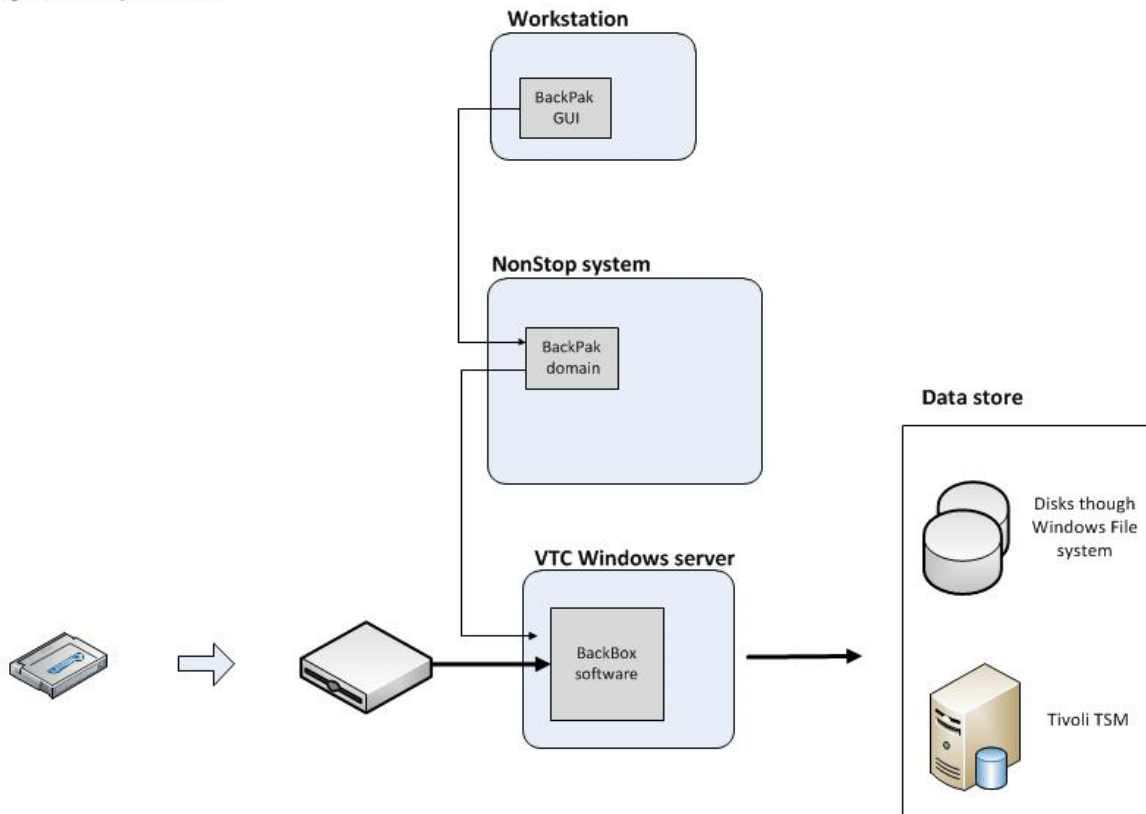 Workstation
BackPak
GUI
NonStop system
BackPak
domain
Data store
Disks though
Windows File
system
VTC Windows server
BackBox
software
Tivoli TSM